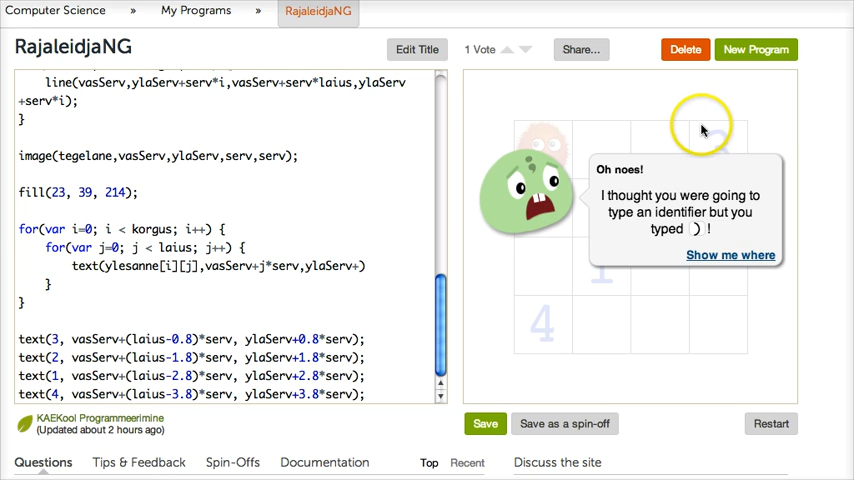 Computer Science » My Programs » RajaleidjaNG
RajaleidjaNG
Edit Title
1 Vote
Share...
Delete
New Program
line(vasServ,ylaServ+serv*i,vasServ+serv*laius,ylaServ
+serv*i);
}
image(tegelane,vasServ,ylaServ,serv,serv);
fill(23, 39, 214);
for(var i=0; i < korgus; i++) {
for(var j=0; j < laius; j++) {
text(ylesanne[i][j],vasServ+j*serv,ylaServ+)
}
}
text(3, vasServ+(laius-0.8)*serv, ylaServ+0.8*serv);
text(2, vasServ+(laius-1.8)*serv, ylaServ+1.8*serv);
text(1, vasServ+(laius-2.8)*serv, ylaServ+2.8*serv);
text(4, vasServ+(laius-3.8)*serv, ylaServ+3.8*serv);
Oh noes!
I thought you were going to
type an identifier but you
typed ) !
Show me where
1
4
KAEKool Programmeerimine
(Updated about 2 hours ago)
Save
Save as a spin-off
Restart
Questions Tips & Feedback Spin-Offs Documentation Top Recent
Discuss the site